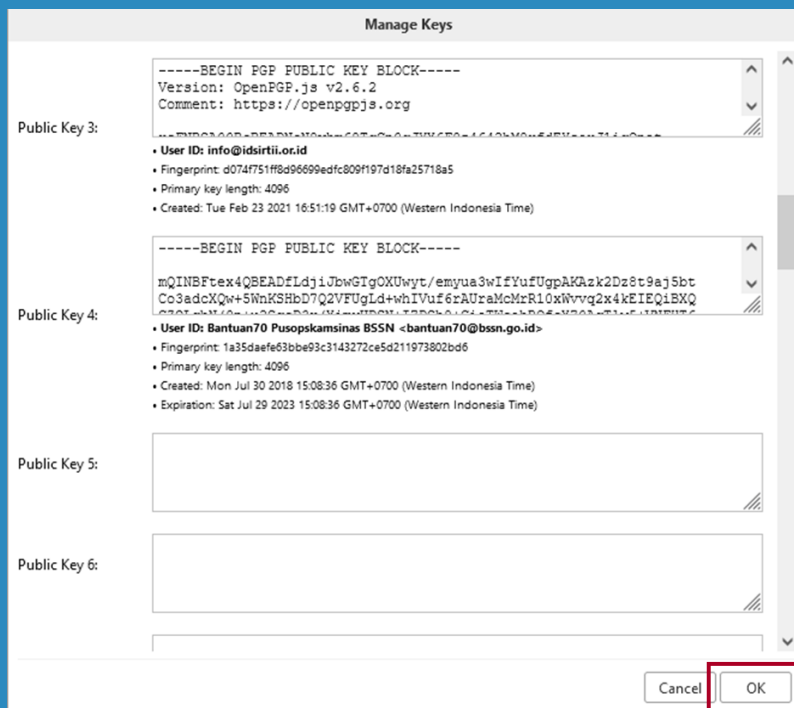 Manage Keys
-----BEGIN PGP PUBLIC KEY BLOCK-----
Version: OpenPGP.js v2.6.2
Comment: https://openpgpjs.org
Public Key 3:
• User ID: info@idsirtii.or.id
• Fingerprint: d074f751ff8d96699edfc809f197d18fa25718a5
• Primary key length: 4096
• Created: Tue Feb 23 2021 16:51:19 GMT+0700 (Western Indonesia Time)
-----BEGIN PGP PUBLIC KEY BLOCK-----
mQINBFtex4QBEADfLdjiJbwGTgOXUwyt/emyua3wIfYufUgpAKAzk2Dz8t9aj5bt
Co3adcXQw+5WnKSHbD7Q2VFUgLd+whIVuf6rAUraMcMrR10xWvvq2x4kEIEQiBXQ
Public Key 4:
• User ID: Bantuan70 Pusopskamsinas BSSN <bantuan70@bssn.go.id>
• Fingerprint: 1a35daefe63bbe93c3143272ce5d211973802bd6
• Primary key length: 4096
• Created: Mon Jul 30 2018 15:08:36 GMT+0700 (Western Indonesia Time)
• Expiration: Sat Jul 29 2023 15:08:36 GMT+0700 (Western Indonesia Time)
Public Key 5:
Public Key 6:
Cancel
OK